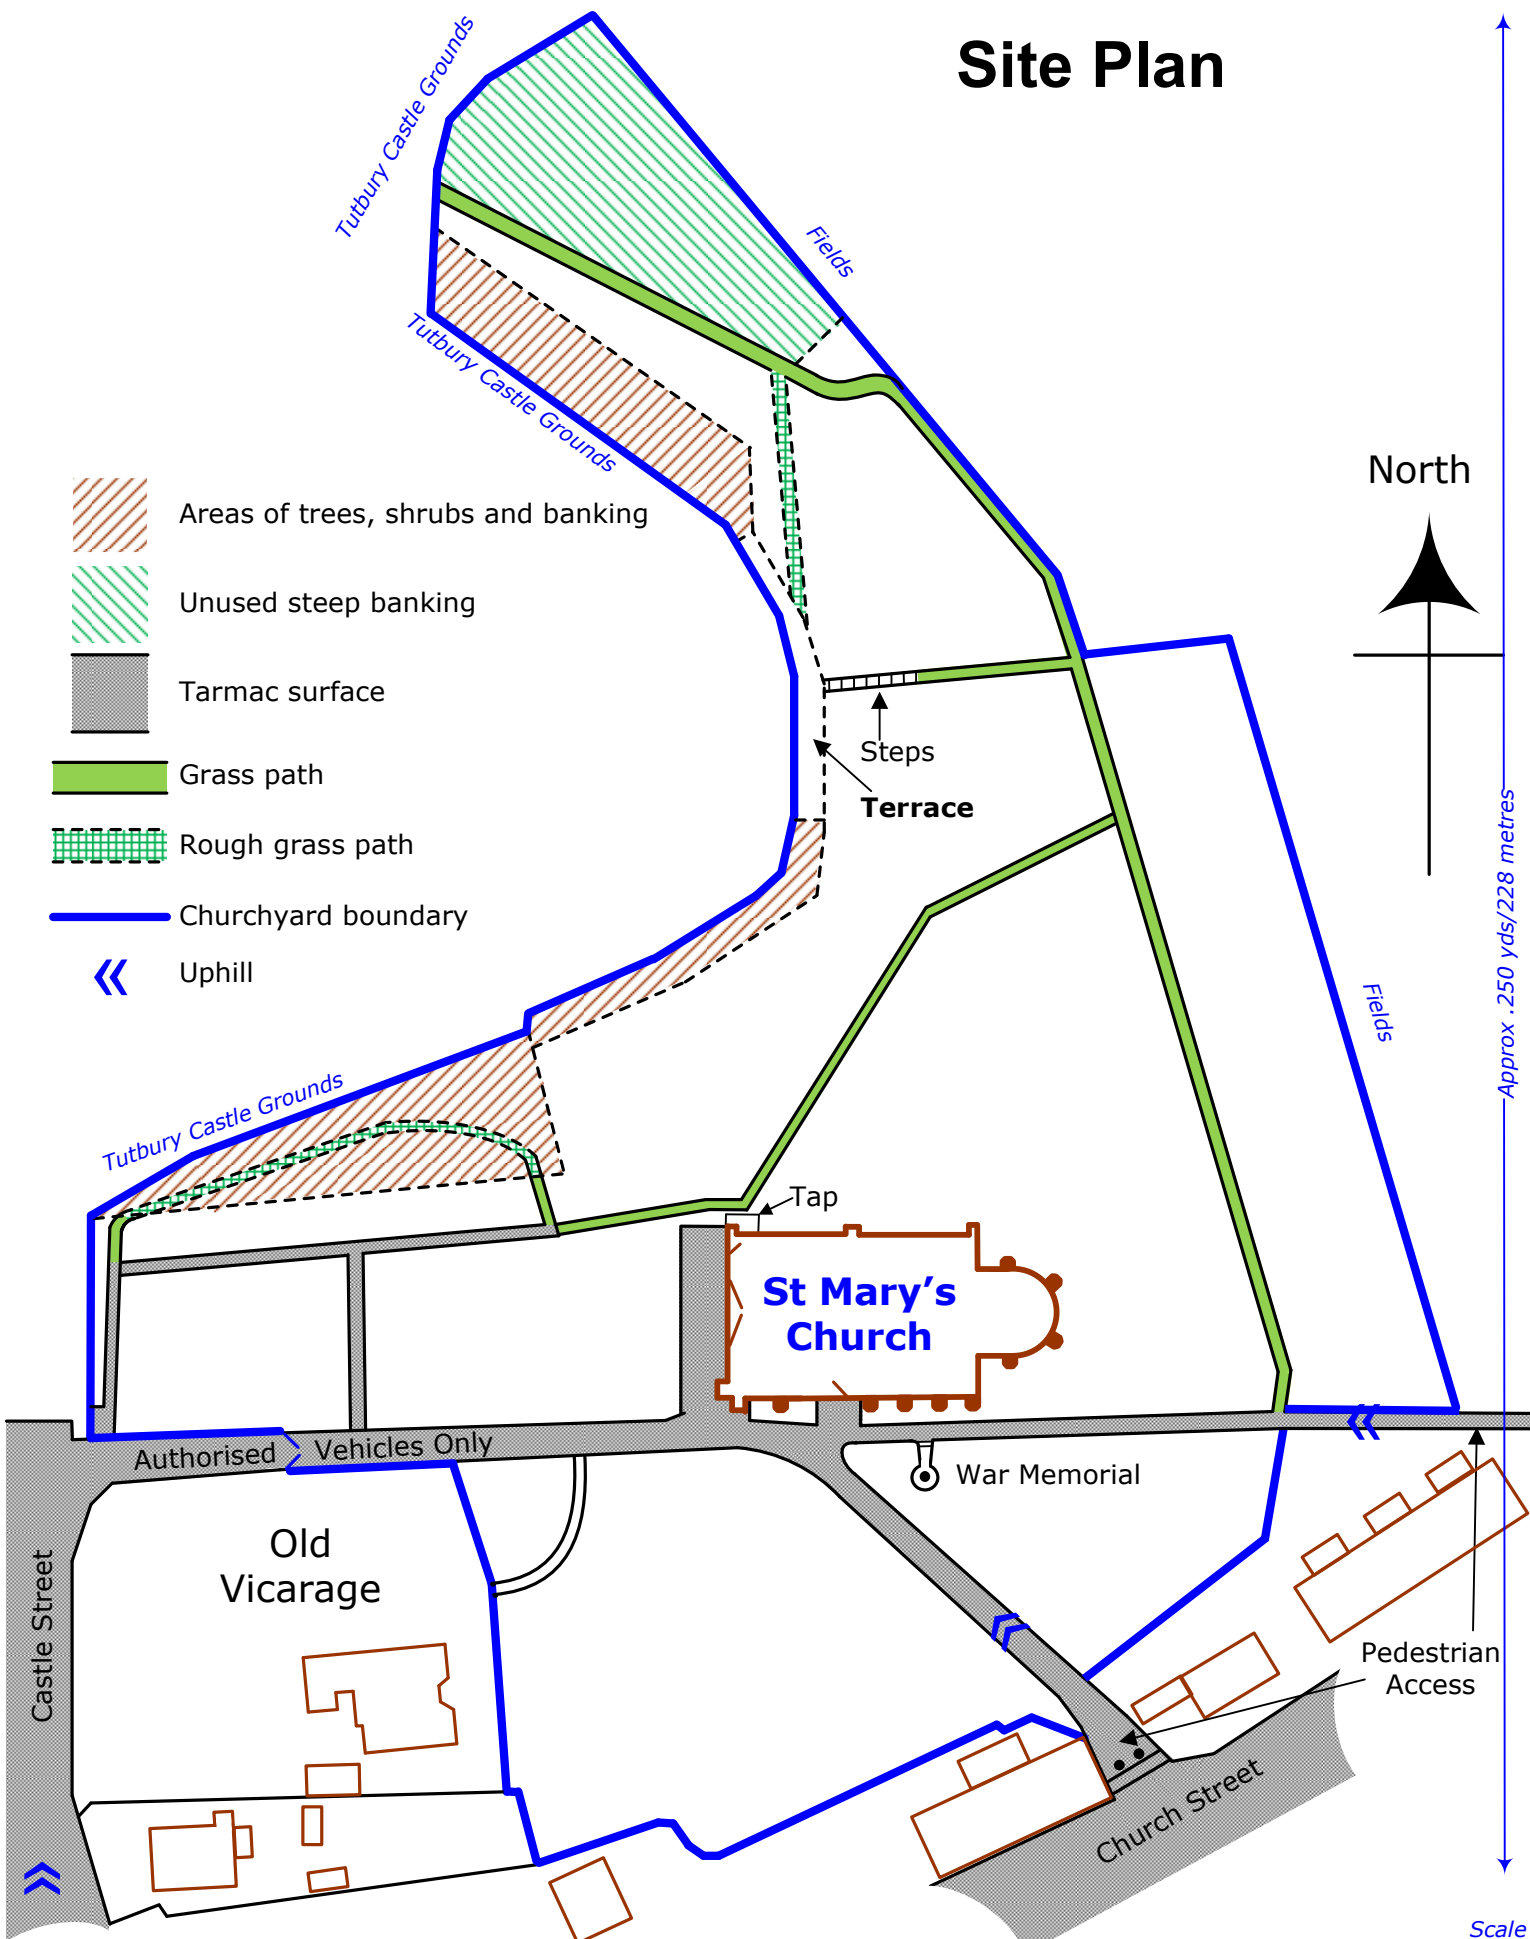 Site Plan
Tutbury Castle Grounds
Fields
Tutbury Castle Grounds
North
Areas of trees, shrubs and banking
Unused steep banking
Tarmac surface
Grass path
Rough grass path
Churchyard boundary
Uphill
Steps
Terrace
Approx .250 yds/228 metres
Fields
Tutbury Castle Grounds
Tap
St Mary’s
Church
Authorised
Vehicles Only
War Memorial
Old
Vicarage
Castle Street
Pedestrian
Access
Church Street
Scale